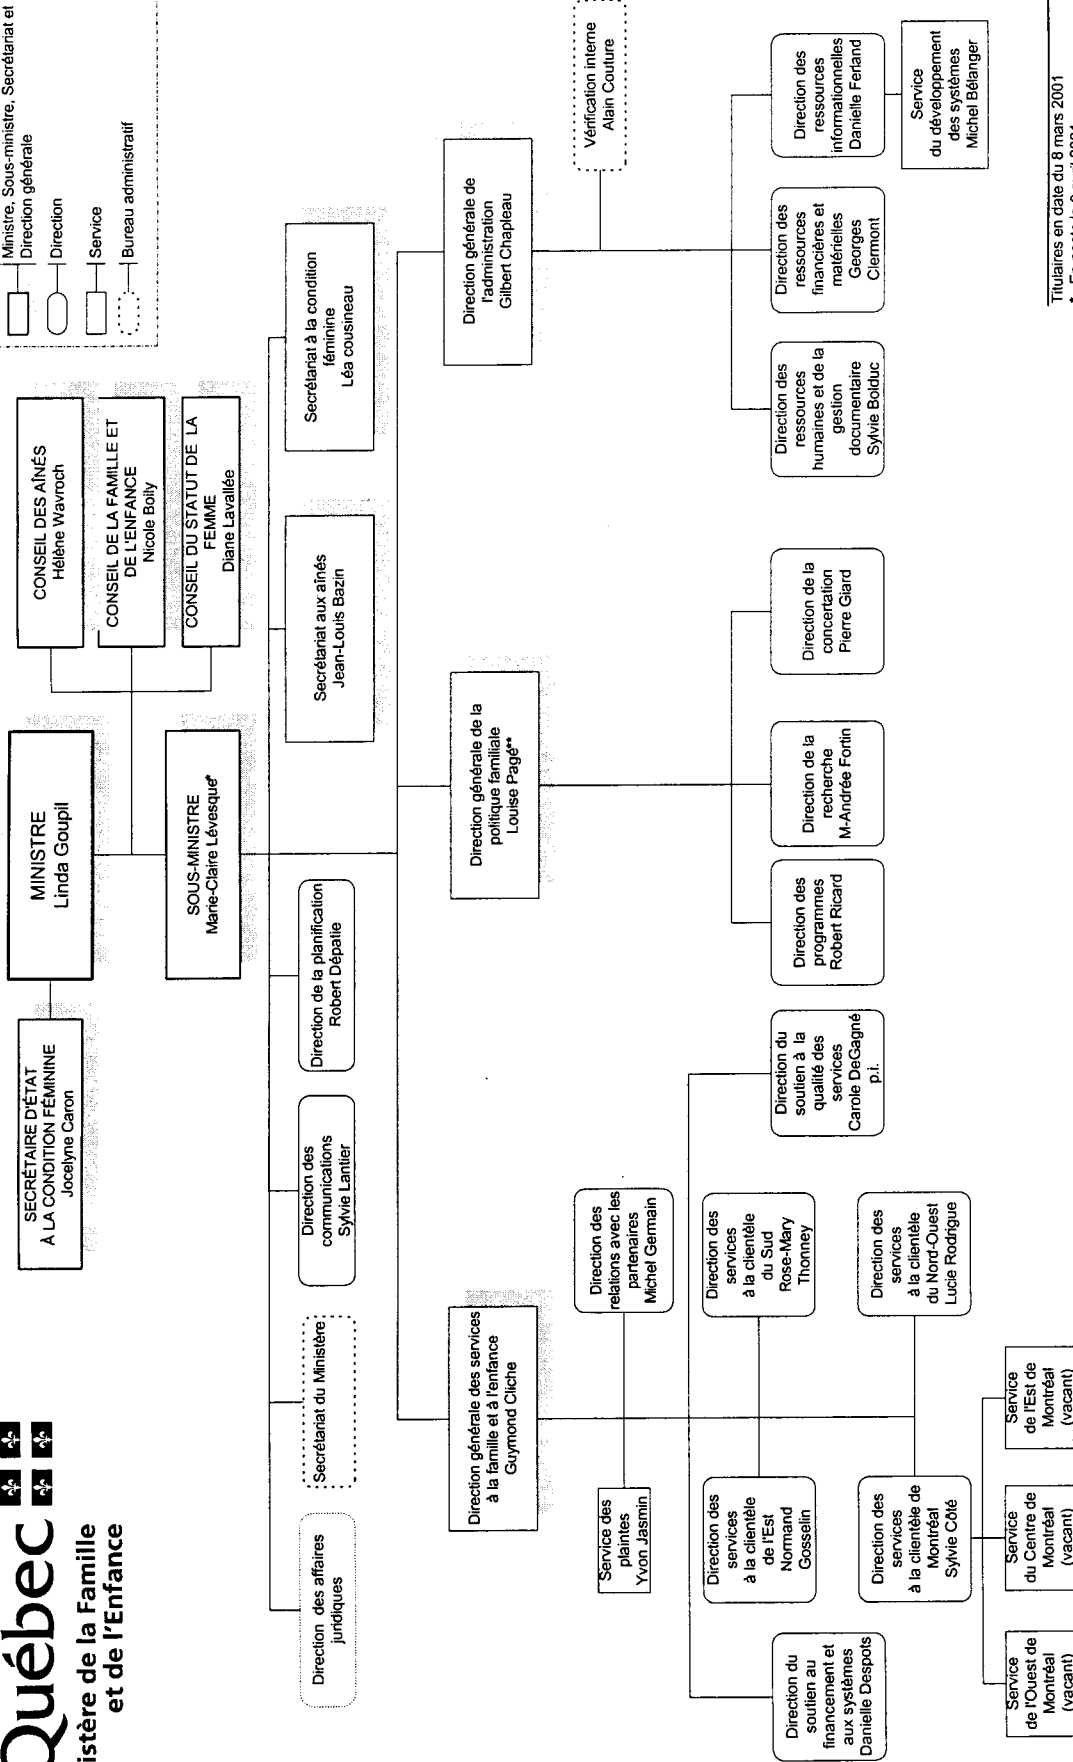 Québec
istère de la Famille
et de l'Enfance
SECRÉTAIRE D'ÉTAT
À LA CONDITION FÉMININE
Jocelyne Caron
MINISTRE
Linda Goupil
CONSEIL DES AÎNÉS
Hélène Wavroch
CONSEIL DE LA FAMILLE ET
DE L'ENFANCE
Nicole Boily
CONSEIL DU STATUT DE LA
FEMME
Diane Lavallée
SOUS-MINISTRE
Marie-Claire Lévesque*
Ministre, Sous-ministre, Secrétariat et
Direction générale
Direction
Service
Bureau administratif
Direction des affaires
juridiques
Secrétariat du Ministère
Direction des
communications
Sylvie Lantier
Direction de la planification
Robert Dépatie
Secrétariat aux aînés
Jean-Louis Bazin
Secrétariat à la condition
féminine
Léa cousineau
Direction générale des services
à la famille et à l'enfance
Guymond Cliche
Direction générale de la
politique familiale
Louise Pagé**
Direction générale de
l'administration
Gilbert Chapleau
Service des
plaintes
Yvon Jasmin
Direction des
relations avec les
partenaires
Michel Germain
Vérification interne
Alain Couture
Direction des
services
à la clientèle
de l'Est
Normand
Gosselin
Direction des
services
à la clientèle
du Sud
Rose-Mary
Thonney
Direction du
soutien au
financement et
aux systèmes
Danielle Despots
Direction du
soutien à la
qualité des
services
Carole DeGagné
p.i.
Direction des
programmes
Robert Ricard
Direction de la
recherche
M-Andrée Fortin
Direction de la
concertation
Pierre Giard
Direction des
ressources
humaines et de la
gestion
documentaire
Sylvie Bolduc
Direction des
ressources
financières et
matérielles
Georges
Clermont
Direction des
ressources
informationnelles
Danielle Ferland
Service
du développement
des systèmes
Michel Bélanger
Direction des
services
à la clientèle de
Montréal
Sylvie Côté
Direction des
services
à la clientèle
du Nord-Ouest
Lucie Rodrigue
Service
de l'Ouest de
Montréal
(vacant)
Service
du Centre de
Montréal
(vacant)
Service
de l'Est de
Montréal
(vacant)
Titulaires en date du 8 mars 2001